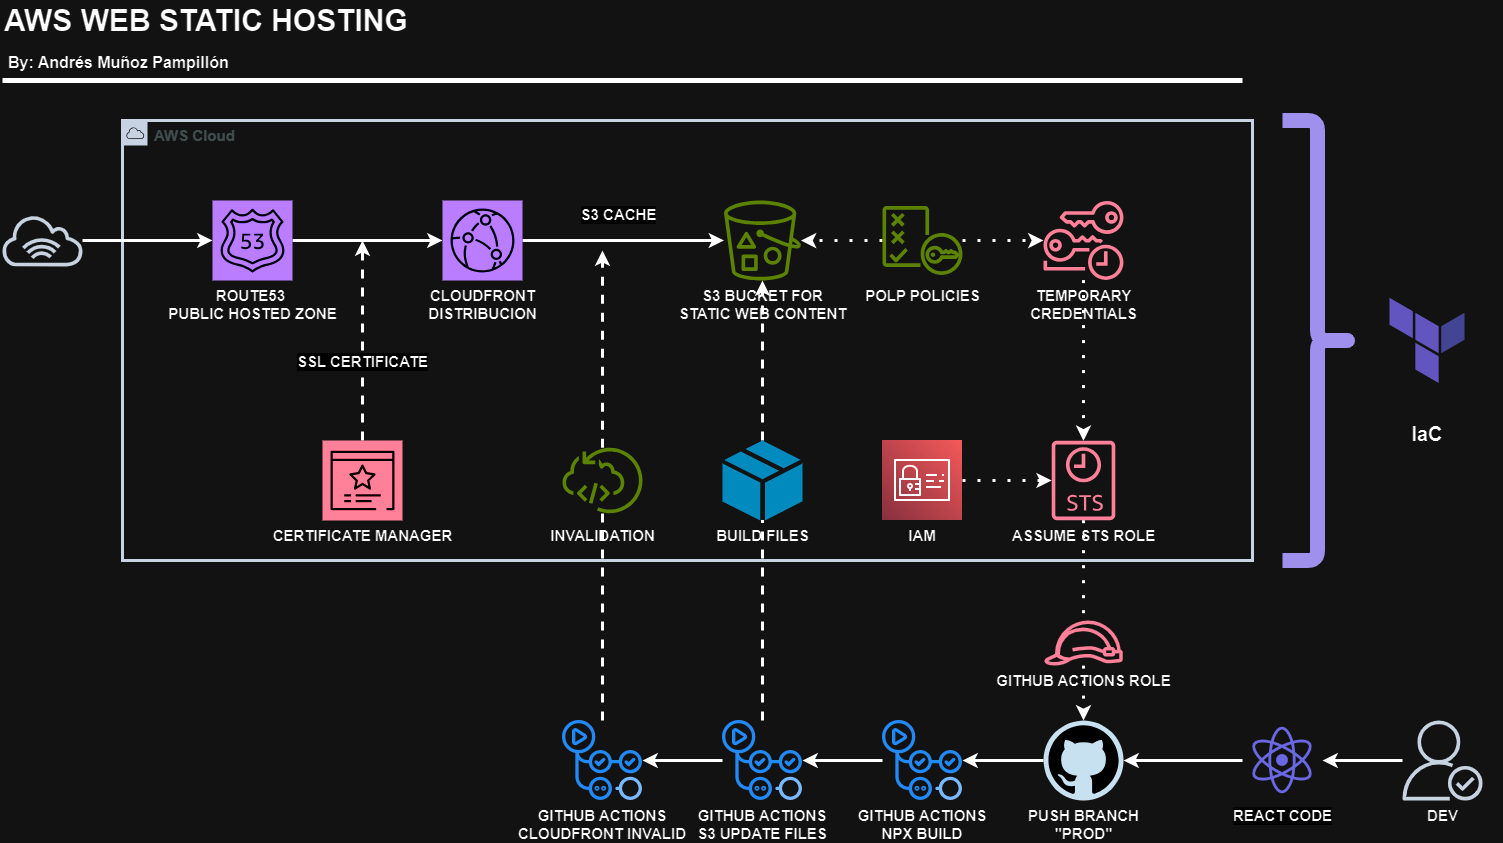 AWS WEB STATIC HOSTING
By: Andrés Muñoz Pampillón
AWS Cloud
S3 CACHE
53
ROUTE53
PUBLIC HOSTED ZONE
CLOUDFRONT
DISTRIBUCION
S3 BUCKET FOR
STATIC WEB CONTENT
POLP POLICIES
TEMPORARY
CREDENTIALS
SSL CERTIFICATE
IaC
STS
CERTIFICATE MANAGER
INVALIDATION
BUILD FILES
IAM
ASSUME STS ROLE
GITHUB ACTIONS ROLE
GITHUB ACTIONS
CLOUDFRONT INVALID
GITHUB ACTIONS
S3 UPDATE FILES
GITHUB ACTIONS
NPX BUILD
PUSH BRANCH
"PROD"
REACT CODE
DEV